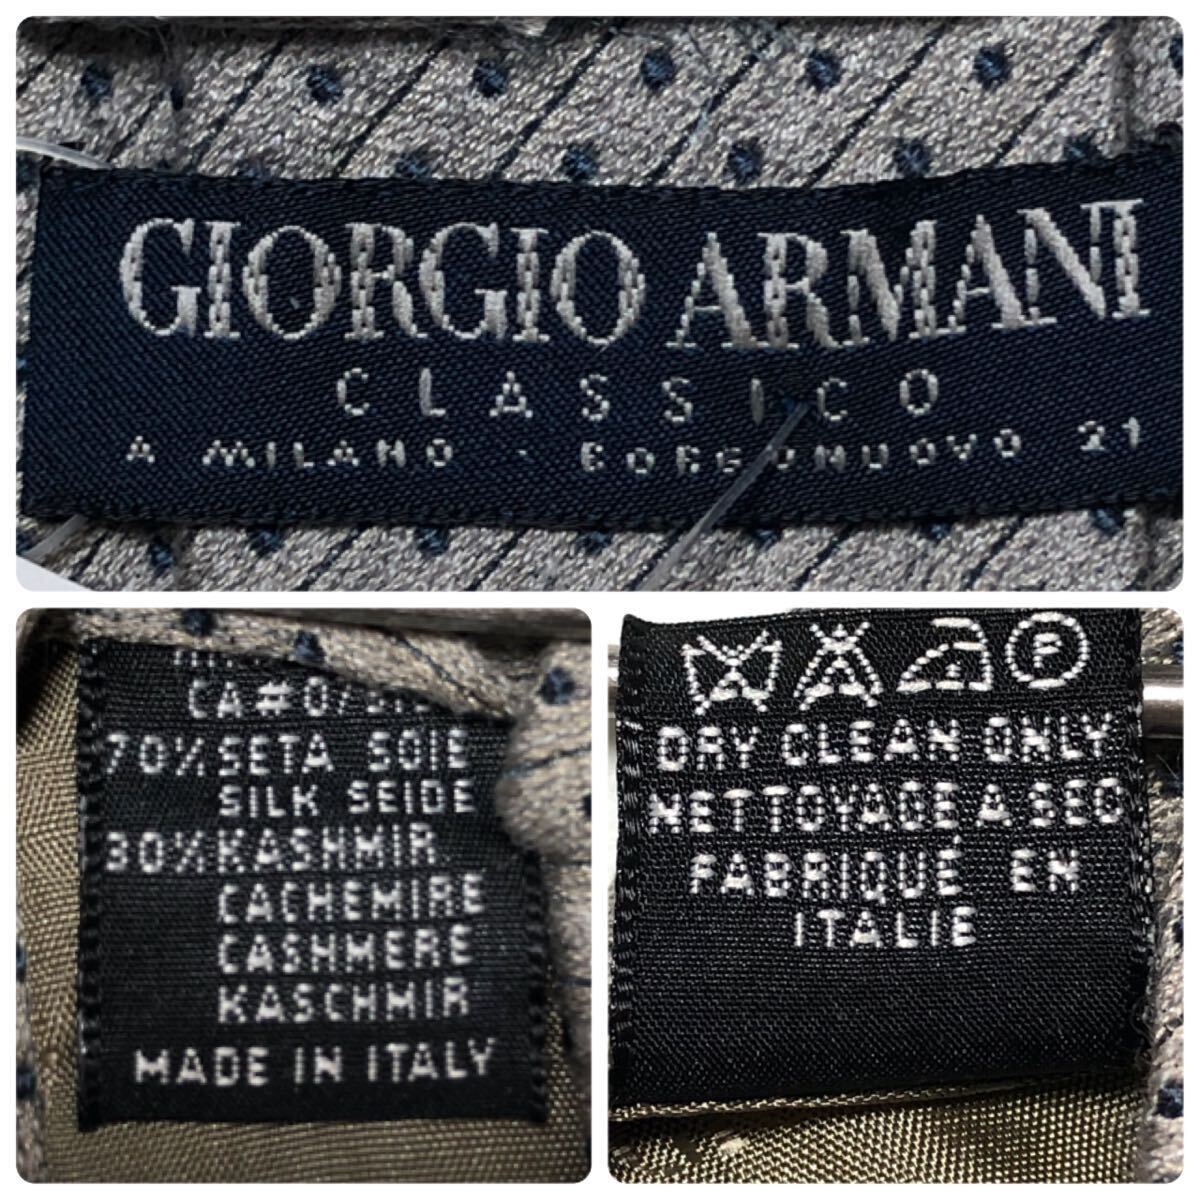 GIORGIO ARMANI
CLASSICO
A MILANO · BORGONUOVO 21
70% SETA SOIE
SILK SEIDE
30% KASHMIR
CACHEMIRE
CASHMERE
KASCHMIR
MADE IN ITALY
P
DRY CLEAN ONLY
NETTOYAGE A SEC
FABRIQUÉ EN
ITALIE